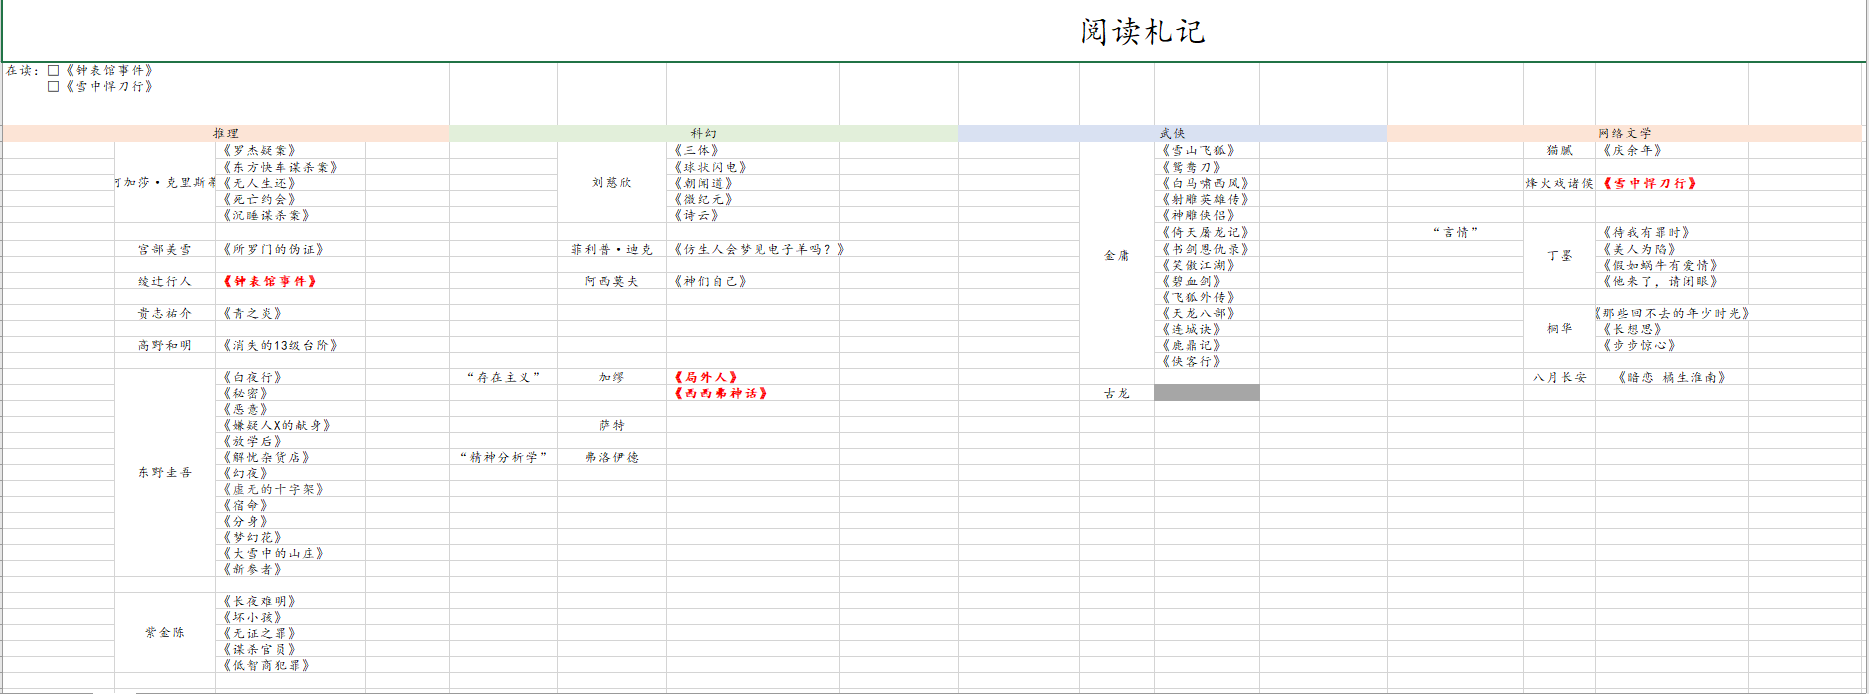 阅读札记
在读：□《钟表馆事件》
□《雪中悍刀行》
推理 科幻 武侠 网络文学
《罗杰疑案》 《三体》 《雪山飞狐》 猫腻 《庆余年》
《东方快车谋杀案》 《球状闪电》 《鸳鸯刀》
阿加莎·克里斯蒂 《无人生还》 刘慈欣 《朝闻道》 《白马啸西风》 烽火戏诸侯 《雪中悍刀行》
《死亡约会》 《微纪元》 《射雕英雄传》
《沉睡谋杀案》 《诗云》 《神雕侠侣》
《倚天屠龙记》 “言情” 《待我有罪时》
宫部美雪 《所罗门的伪证》 菲利普·迪克 《仿生人会梦见电子羊吗？》 金庸 《书剑恩仇录》 丁墨 《美人为陷》
《笑傲江湖》 《假如蜗牛有爱情》
绫辻行人 《钟表馆事件》 阿西莫夫 《神们自己》 《碧血剑》 《他来了，请闭眼》
《飞狐外传》
贵志祐介 《青之炎》 《天龙八部》 《那些回不去的年少时光》
《连城诀》 桐华 《长想思》
高野和明 《消失的13级台阶》 《鹿鼎记》 《步步惊心》
《侠客行》
《白夜行》 “存在主义” 加缪 《局外人》 八月长安 《暗恋 橘生淮南》
《秘密》 《西西弗神话》 古龙
《恶意》
《嫌疑人X的献身》 萨特
《放学后》
《解忧杂货店》 “精神分析学” 弗洛伊德
东野圭吾 《幻夜》
《虚无的十字架》
《宿命》
《分身》
《梦幻花》
《大雪中的山庄》
《新参者》
《长夜难明》
《坏小孩》
紫金陈 《无证之罪》
《谋杀官员》
《低智商犯罪》